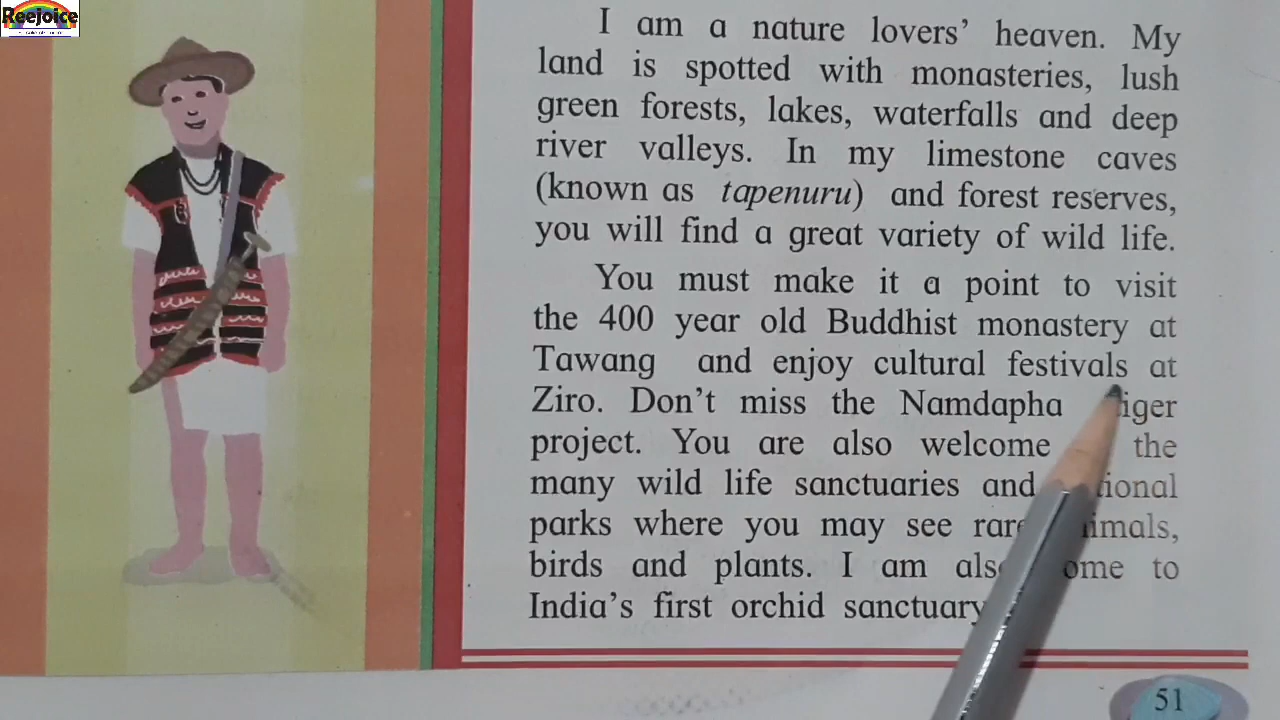 Reejoice
I am a nature lovers' heaven. My
land is spotted with monasteries, lush
green forests, lakes, waterfalls and deep
river valleys. In my limestone caves
(known as tapenuru) and forest reserves,
you will find a great variety of wild life.
You must make it a point to visit
the 400 year old Buddhist monastery at
Tawang and enjoy cultural festivals at
Ziro. Don't miss the Namdapha iger
project. You are also welcome the
many wild life sanctuaries and tional
parks where you may see rare imals,
birds and plants. I am also ome to
India's first orchid sanctuary
51